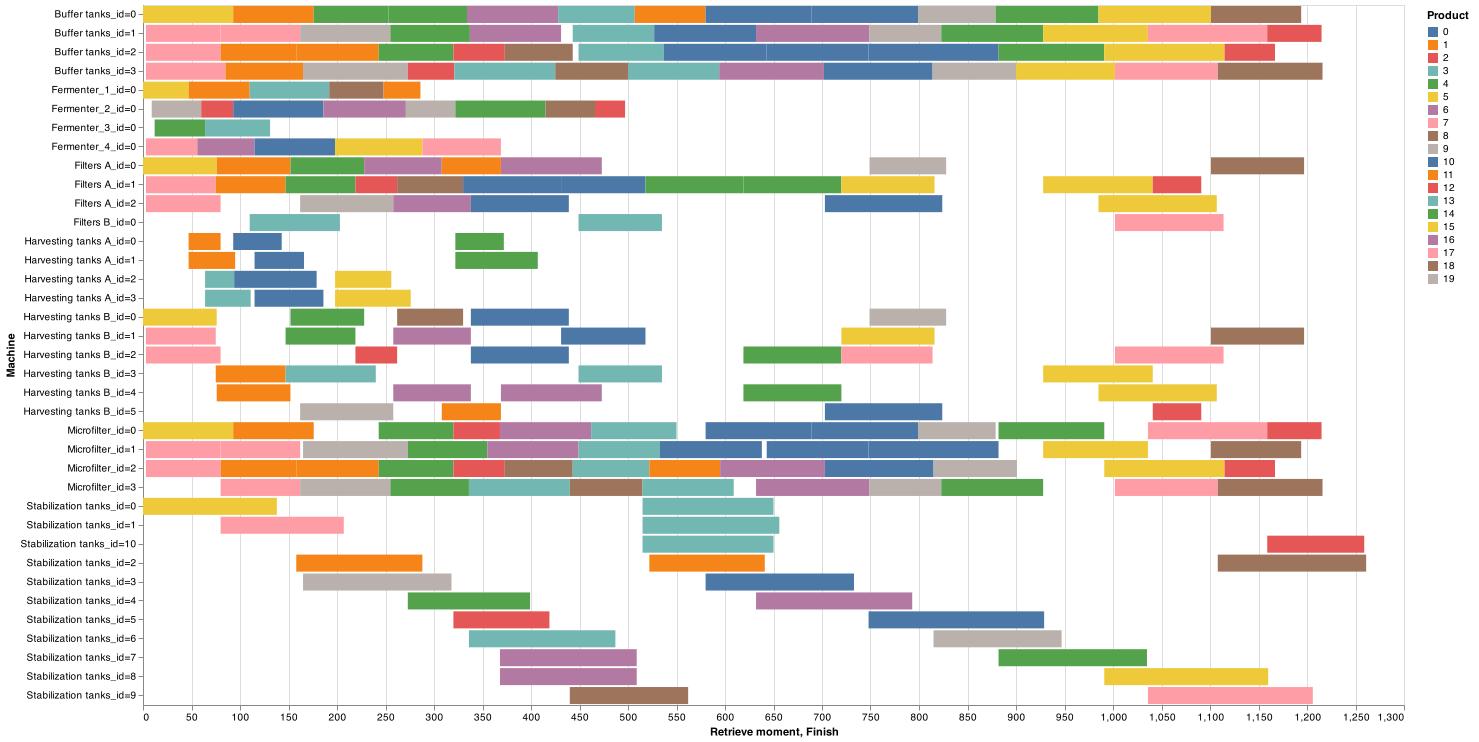 Buffer tanks_id=0
Buffer tanks_id=1
Buffer tanks_id=2
Buffer tanks_id=3
Fermenter_1_id=0
Fermenter_2_id=0
Fermenter_3_id=0
Fermenter_4_id=0
Filters A_id=0
Filters A_id=1
Filters A_id=2
Filters B_id=0
Harvesting tanks A_id=0
Harvesting tanks A_id=1
Harvesting tanks A_id=2
Harvesting tanks A_id=3
Harvesting tanks B_id=0
Harvesting tanks B_id=1
Harvesting tanks B_id=2
Harvesting tanks B_id=3
Harvesting tanks B_id=4
Harvesting tanks B_id=5
Microfilter_id=0
Microfilter_id=1
Microfilter_id=2
Microfilter_id=3
Stabilization tanks_id=0
Stabilization tanks_id=1
Stabilization tanks_id=10
Stabilization tanks_id=2
Stabilization tanks_id=3
Stabilization tanks_id=4
Stabilization tanks_id=5
Stabilization tanks_id=6
Stabilization tanks_id=7
Stabilization tanks_id=8
Stabilization tanks_id=9
Machine
0 50 100 150 200 250 300 350 400 450 500 550 600 650 700 750 800 850 900 950 1,000 1,050 1,100 1,150 1,200 1,250 1,300
Retrieve moment, Finish
Product
0
1
2
3
4
5
6
7
8
9
10
11
12
13
14
15
16
17
18
19